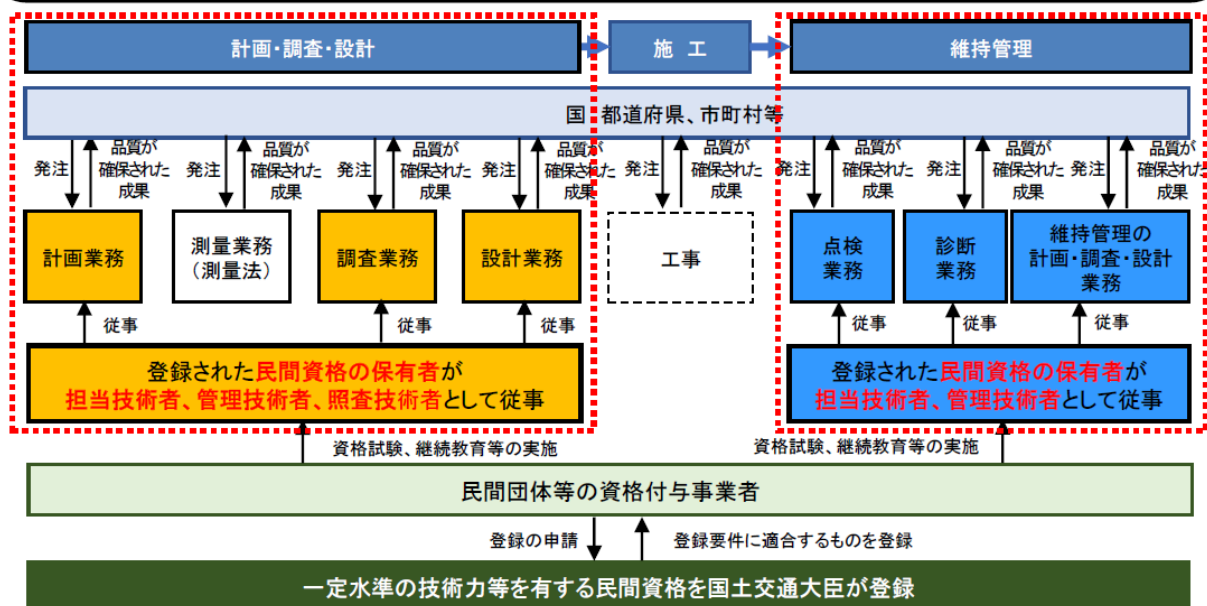 計画・調査・設計
施 工
維持管理
国 都道府県、市町村等
発注
品質が
確保された
成果
発注
品質が
確保された
成果
発注
品質が
確保された
成果
発注
品質が
確保された
成果
発注
品質が
確保された
成果
発注
品質が
確保された
成果
発注
品質が
確保された
成果
発注
品質が
確保された
成果
計画業務
測量業務
(測量法)
調査業務
設計業務
工事
点検
業務
診断
業務
維持管理の
計画・調査・設計
業務
従事
従事
従事
従事
従事
従事
登録された民間資格の保有者が
担当技術者、管理技術者、照査技術者として従事
登録された民間資格の保有者が
担当技術者、管理技術者として従事
資格試験、継続教育等の実施
資格試験、継続教育等の実施
民間団体等の資格付与事業者
登録の申請
登録要件に適合するものを登録
一定水準の技術力等を有する民間資格を国土交通大臣が登録